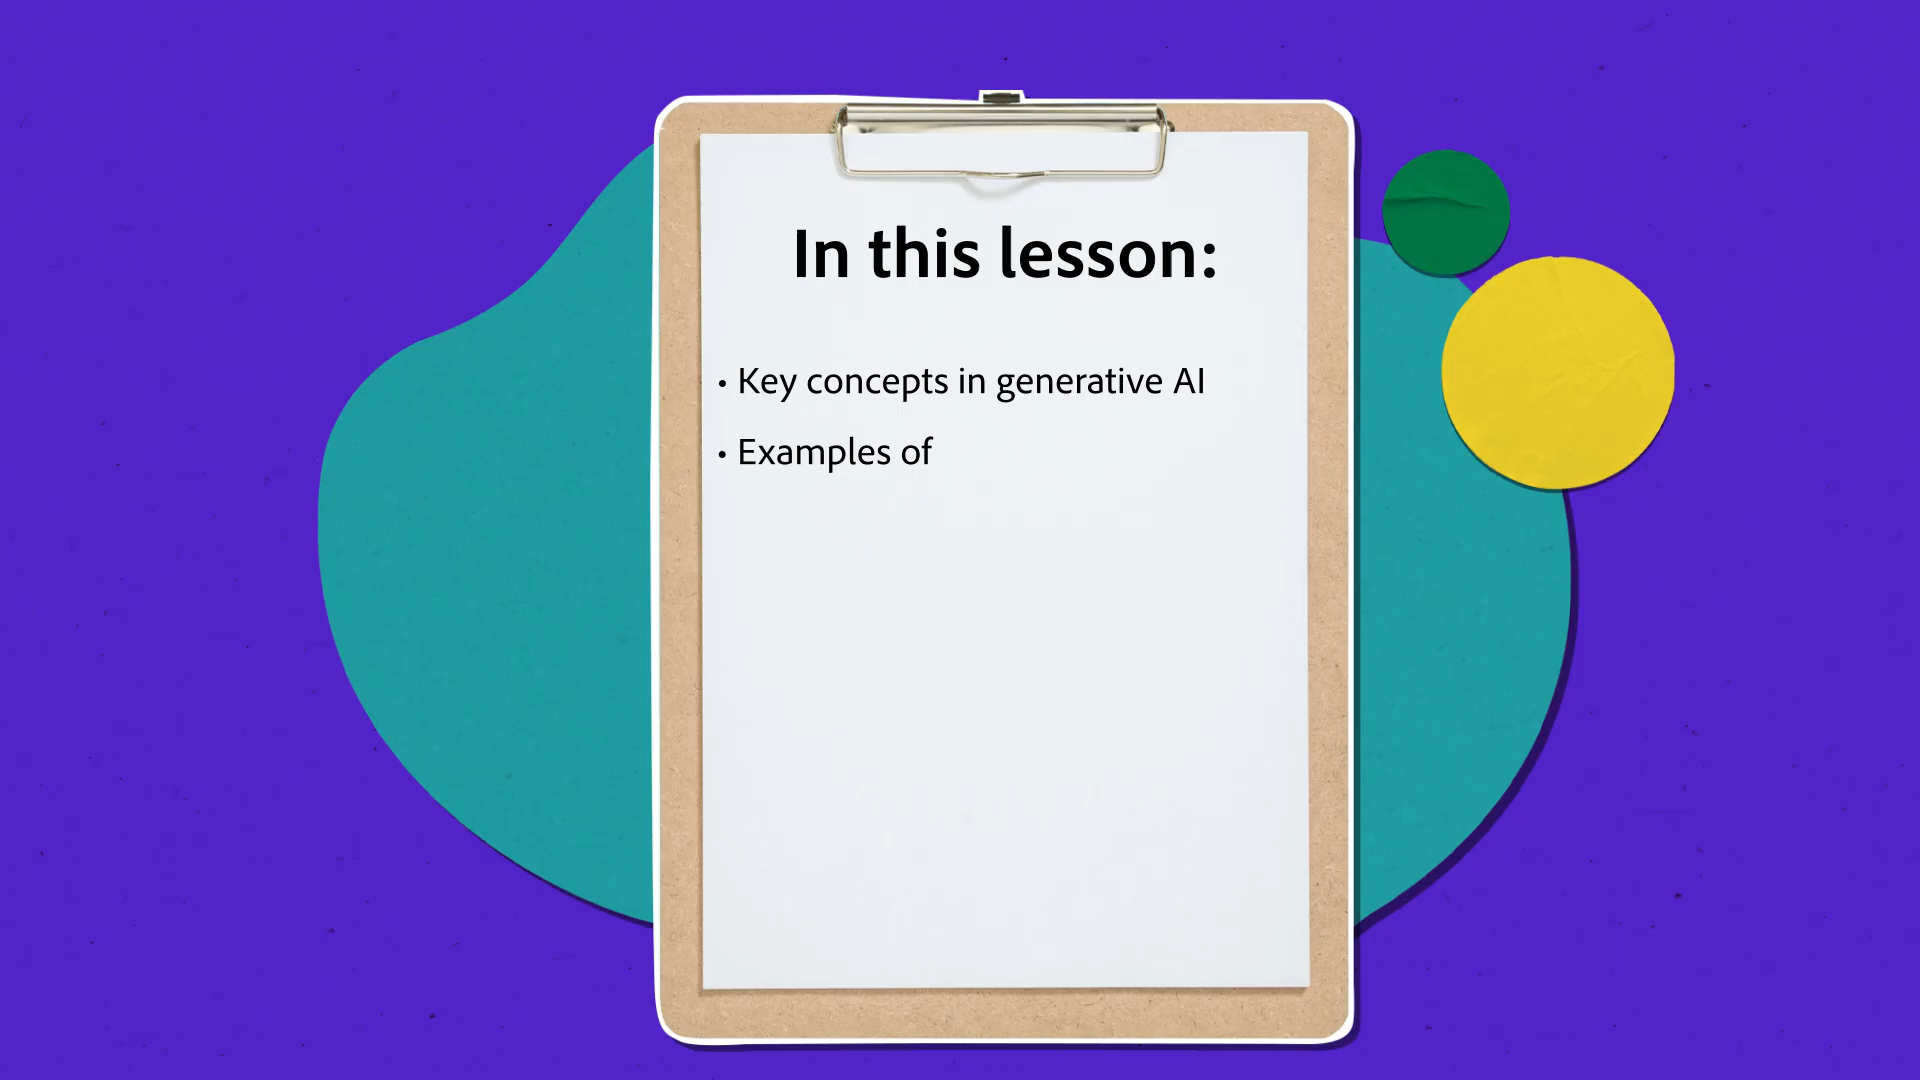 In this lesson:
• Key concepts in generative AI
• Examples of